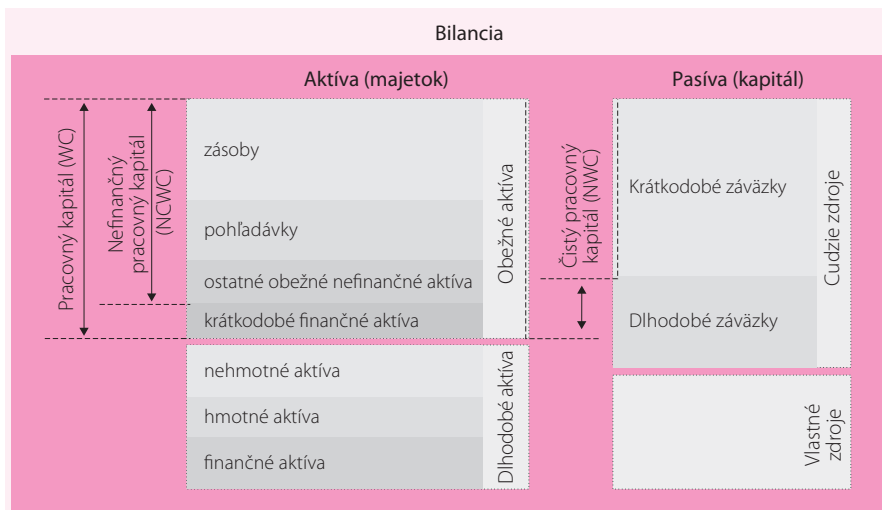 Bilancia
Aktíva (majetok)
Pasíva (kapitál)
Pracovný kapitál (WC)
Nefinančný
pracovný kapitál
(NCWC)
zásoby
pohľadávky
ostatné obežné nefinančné aktíva
krátkodobé finančné aktíva
Obežné aktíva
nehmotné aktíva
hmotné aktíva
finančné aktíva
Dlhodobé aktíva
Čistý pracovný
kapitál (NWC)
Krátkodobé záväzky
Dlhodobé záväzky
Cudzie zdroje
Vlastné
zdroje